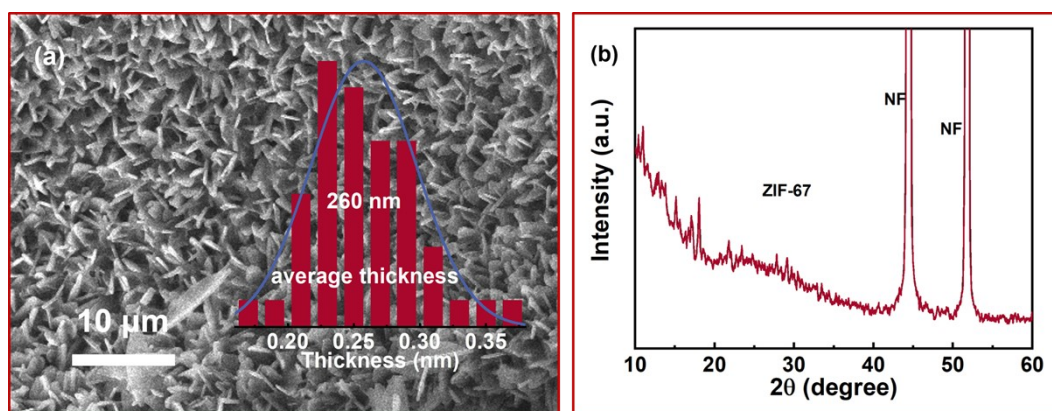 (a)
260 nm
average thickness
10 μm
0.20 0.25 0.30 0.35
Thickness (nm)
(b)
NF
NF
ZIF-67
Intensity (a.u.)
10 20 30 40 50 60
2θ (degree)